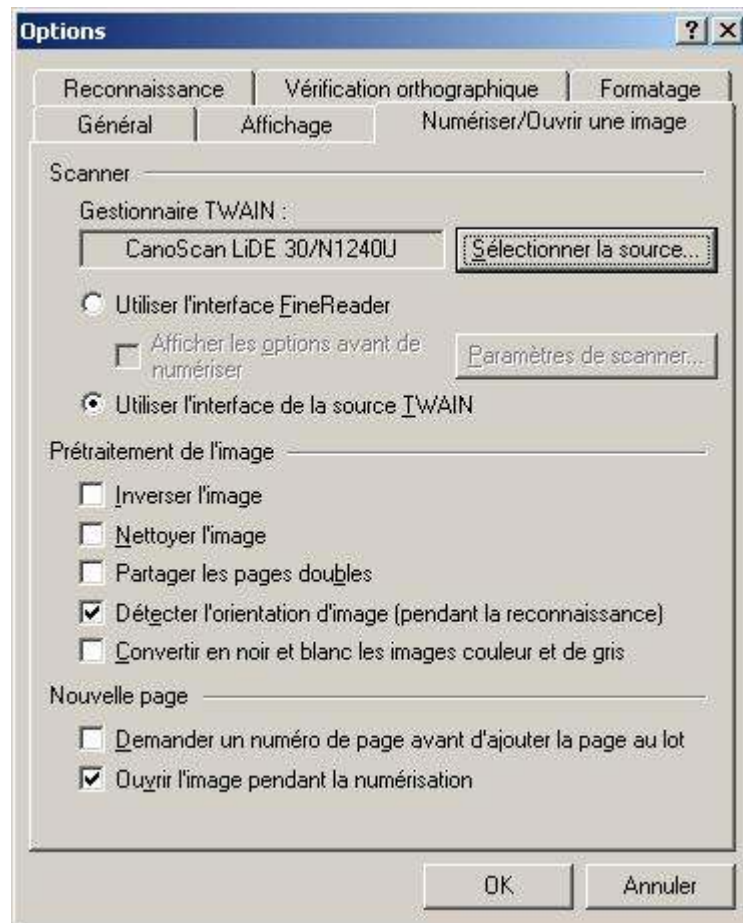 Options
Reconnaissance Vérification orthographique Formatage
Général Affichage Numériser/Ouvrir une image
Scanner
Gestionnaire TWAIN :
CanoScan LiDE 30/N1240U Sélectionner la source...
Utiliser l'interface FineReader
Afficher les options avant de
numériser
Paramètres de scanner...
Utiliser l'interface de la source TWAIN
Prétraitement de l'image
Inverser l'image
Nettoyer l'image
Partager les pages doubles
Détecter l'orientation d'image (pendant la reconnaissance)
Convertir en noir et blanc les images couleur et de gris
Nouvelle page
Demander un numéro de page avant d'ajouter la page au lot
Ouvrir l'image pendant la numérisation
OK Annuler